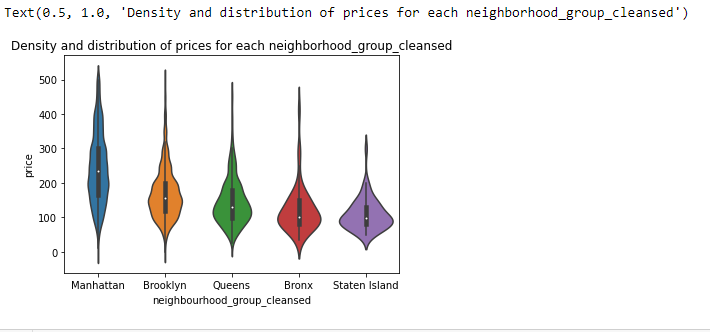 Text(0.5, 1.0, 'Density and distribution of prices for each neighborhood_group_cleansed')
Density and distribution of prices for each neighborhood_group_cleansed
500
400
300
200
100
0
price
Manhattan Brooklyn Queens Bronx Staten Island
neighbourhood_group_cleansed